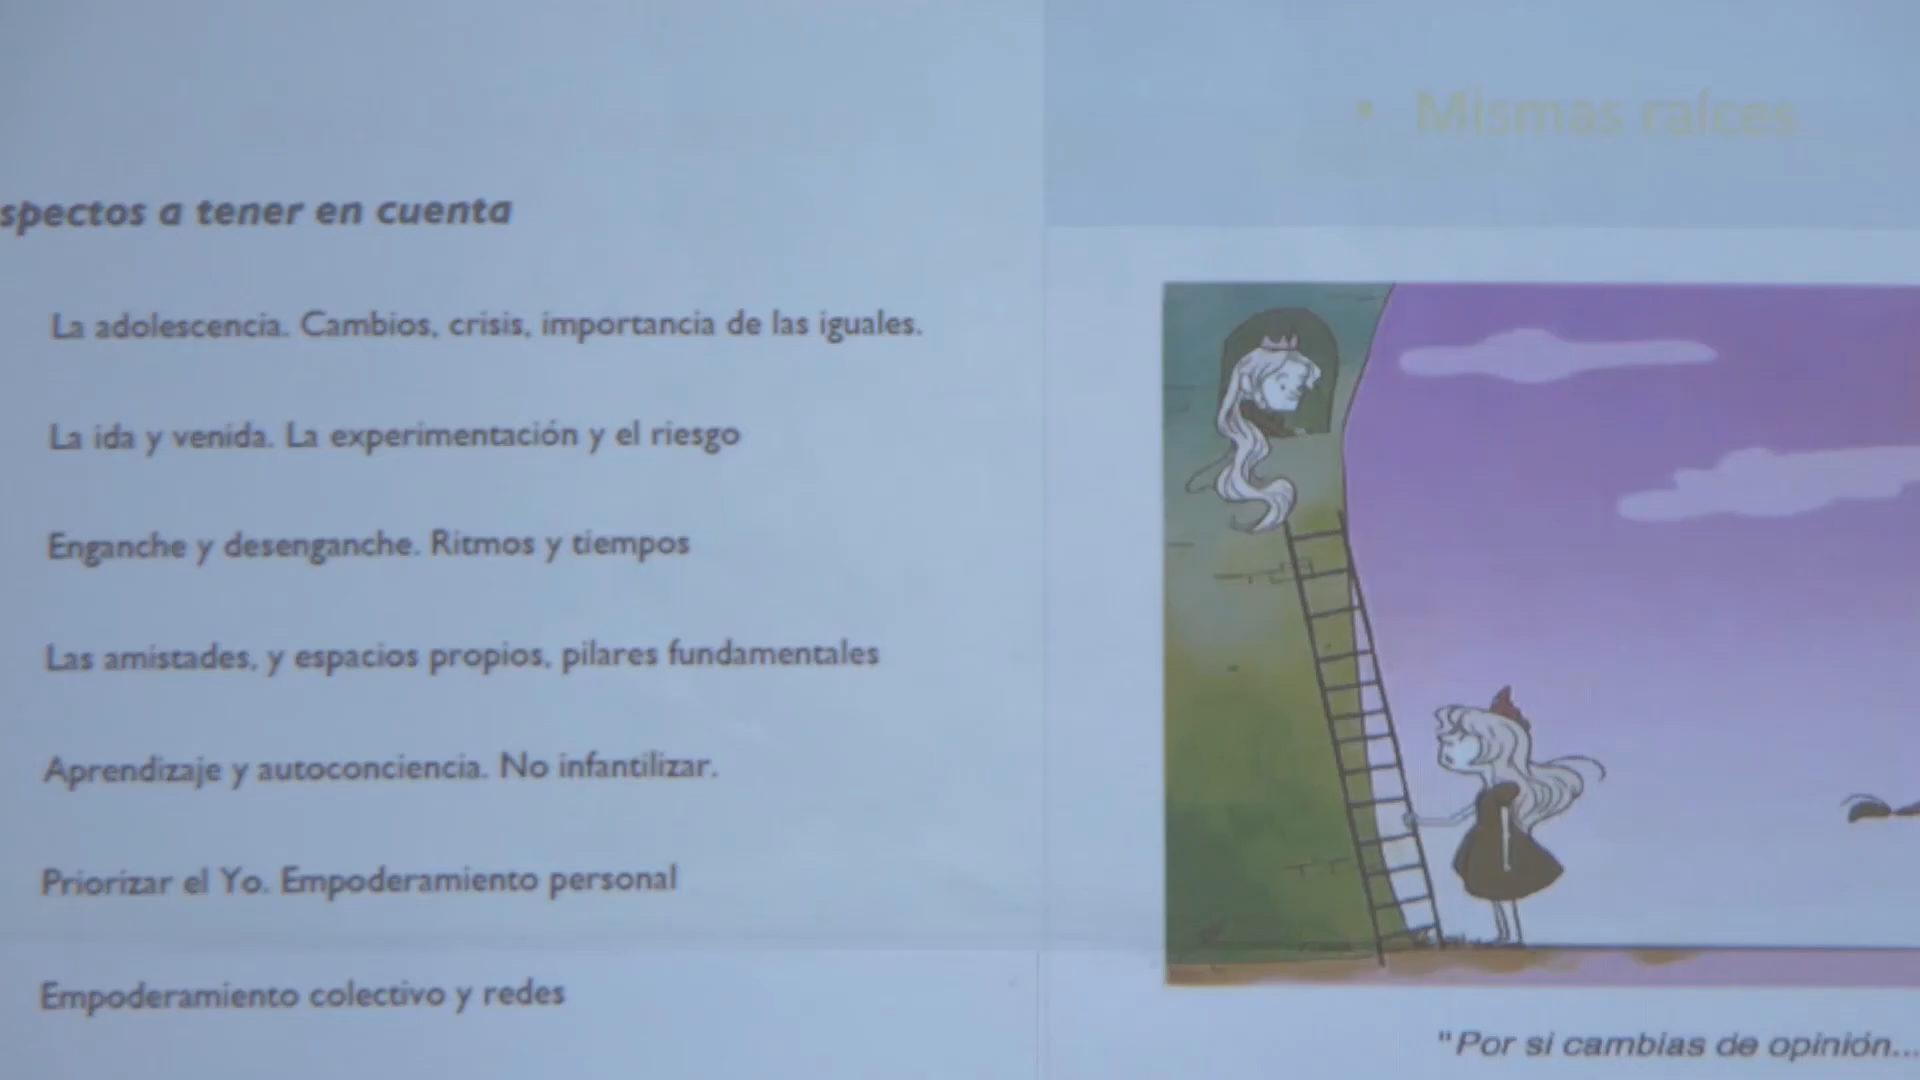 spectos a tener en cuenta
La adolescencia. Cambios, crisis, importancia de las iguales.
La ida y venida. La experimentación y el riesgo
Enganche y desenganche. Ritmos y tiempos
Las amistades, y espacios propios, pilares fundamentales
Aprendizaje y autoconciencia. No infantilizar.
Priorizar el Yo. Empoderamiento personal
Empoderamiento colectivo y redes
• Mismas raíces
"Por si cambias de opinión...